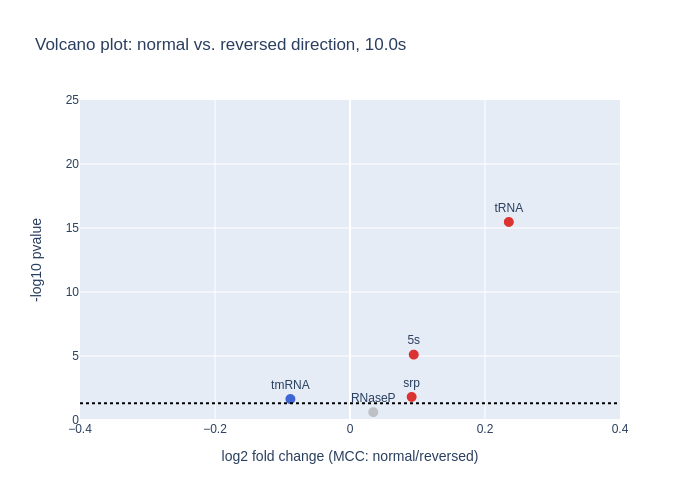 Volcano plot: normal vs. reversed direction, 10.0s
25
20
15
10
5
0
-log10 pvalue
tRNA
5s
srp
tmRNA
RNaseP
−0.4
−0.2
0
0.2
0.4
log2 fold change (MCC: normal/reversed)